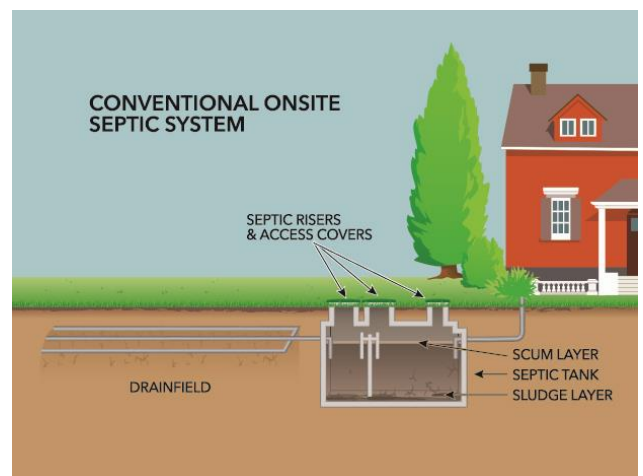 CONVENTIONAL ONSITE
SEPTIC SYSTEM
SEPTIC RISERS
& ACCESS COVERS
SCUM LAYER
SEPTIC TANK
SLUDGE LAYER
DRAINFIELD